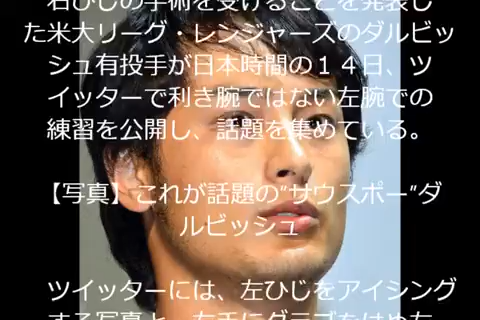 右ひじの手術を受けることを発表し
た米大リーグ・レンジャーズのダルビッ
シュ有投手が日本時間の１４日、ツ
イッターで利き腕ではない左腕での
練習を公開し、話題を集めている。
【写真】これが話題の“サウスポー”ダ
ルビッシュ
ツイッターには、左ひじをアイシング
する写真と、右手にグラブをはめ左